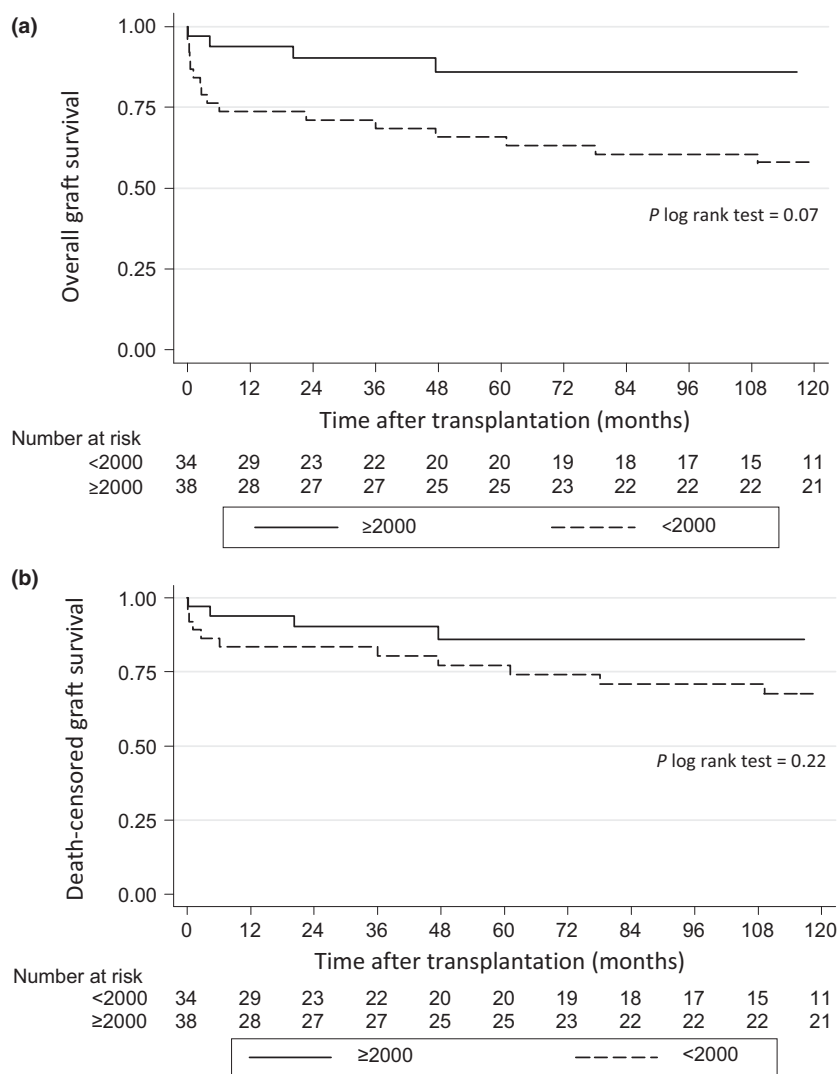 (a)
1.00
0.75
0.50
0.25
0.00
Overall graft survival
P log rank test = 0.07
0 12 24 36 48 60 72 84 96 108 120
Time after transplantation (months)
Number at risk
<2000 34 29 23 22 20 20 19 18 17 15 11
≥2000 38 28 27 27 25 25 23 22 22 22 21
≥2000 <2000
(b)
1.00
0.75
0.50
0.25
0.00
Death-censored graft survival
P log rank test = 0.22
0 12 24 36 48 60 72 84 96 108 120
Time after transplantation (months)
Number at risk
<2000 34 29 23 22 20 20 19 18 17 15 11
≥2000 38 28 27 27 25 25 23 22 22 22 21
≥2000 <2000